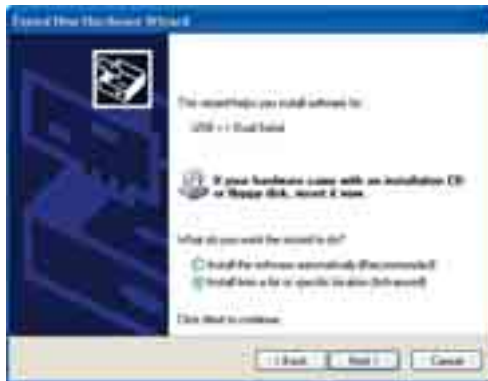 Found New Hardware Wizard
This wizard helps you install software for:
USB <-> Dual Serial
If your hardware came with an installation CD
or floppy disk, insert it now.
What do you want the wizard to do?
Install the software automatically (Recommended)
Install from a list or specific location (Advanced)
Click Next to continue.
< Back
Next >
Cancel